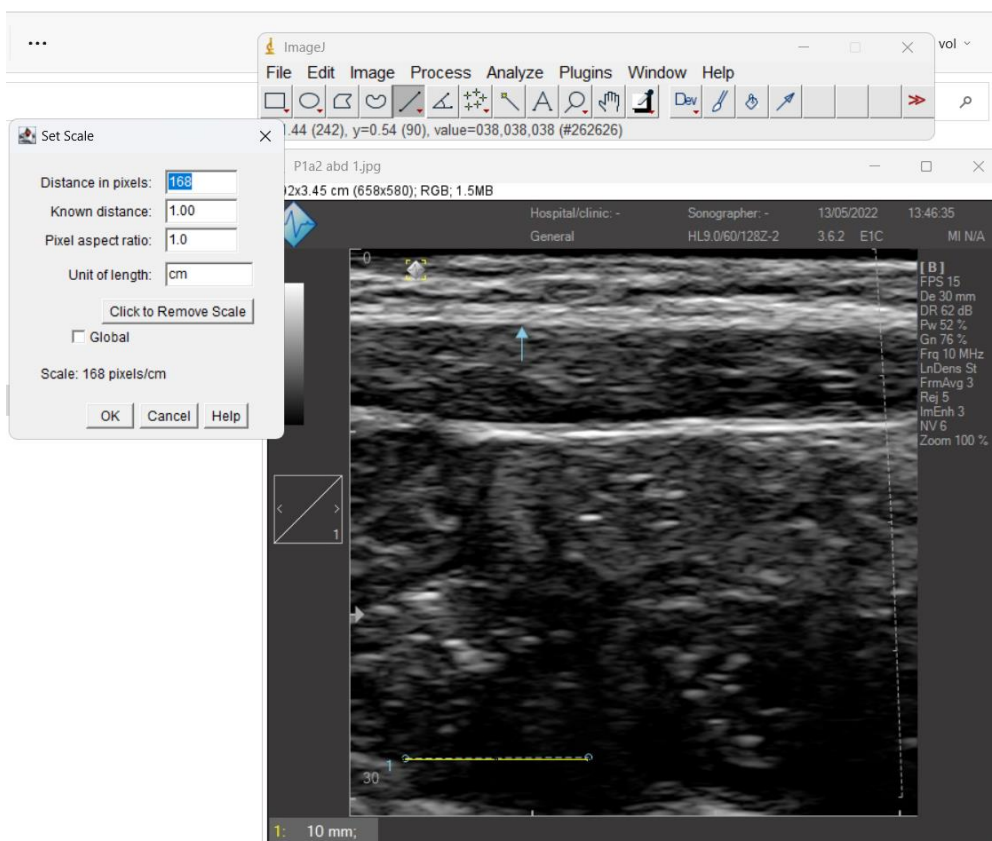 ...
vol
ImageJ
File Edit Image Process Analyze Plugins Window Help
Dev
.44 (242), y=0.54 (90), value=038,038,038 (#262626)
Set Scale
Distance in pixels: 168
Known distance: 1.00
Pixel aspect ratio: 1.0
Unit of length: cm
Click to Remove Scale
Global
Scale: 168 pixels/cm
OK Cancel Help
P1a2 abd 1.jpg
2x3.45 cm (658x580); RGB; 1.5MB
Hospital/clinic: - Sonographer: - 13/05/2022 13:46:35
General HL9.0/60/128Z-2 3.6.2 E1C MI N/A
0
[B]
FPS 15
De 30 mm
DR 62 dB
Pw 52 %
Gn 76 %
Frq 10 MHz
LnDens St
FrmAvg 3
Rej 5
ImEnh 3
NV 6
Zoom 100 %
1
1
30
1: 10 mm;